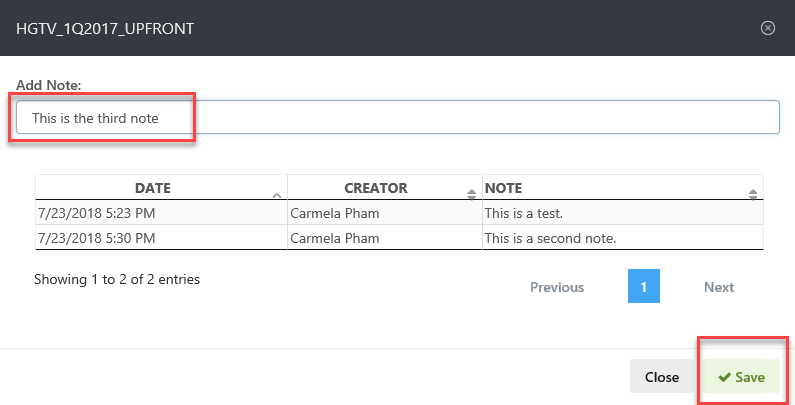 HGTV_1Q2017_UPFRONT
Add Note:
This is the third note
DATE CREATOR NOTE
7/23/2018 5:23 PM Carmela Pham This is a test.
7/23/2018 5:30 PM Carmela Pham This is a second note.
Showing 1 to 2 of 2 entries
Previous 1 Next
Close Save